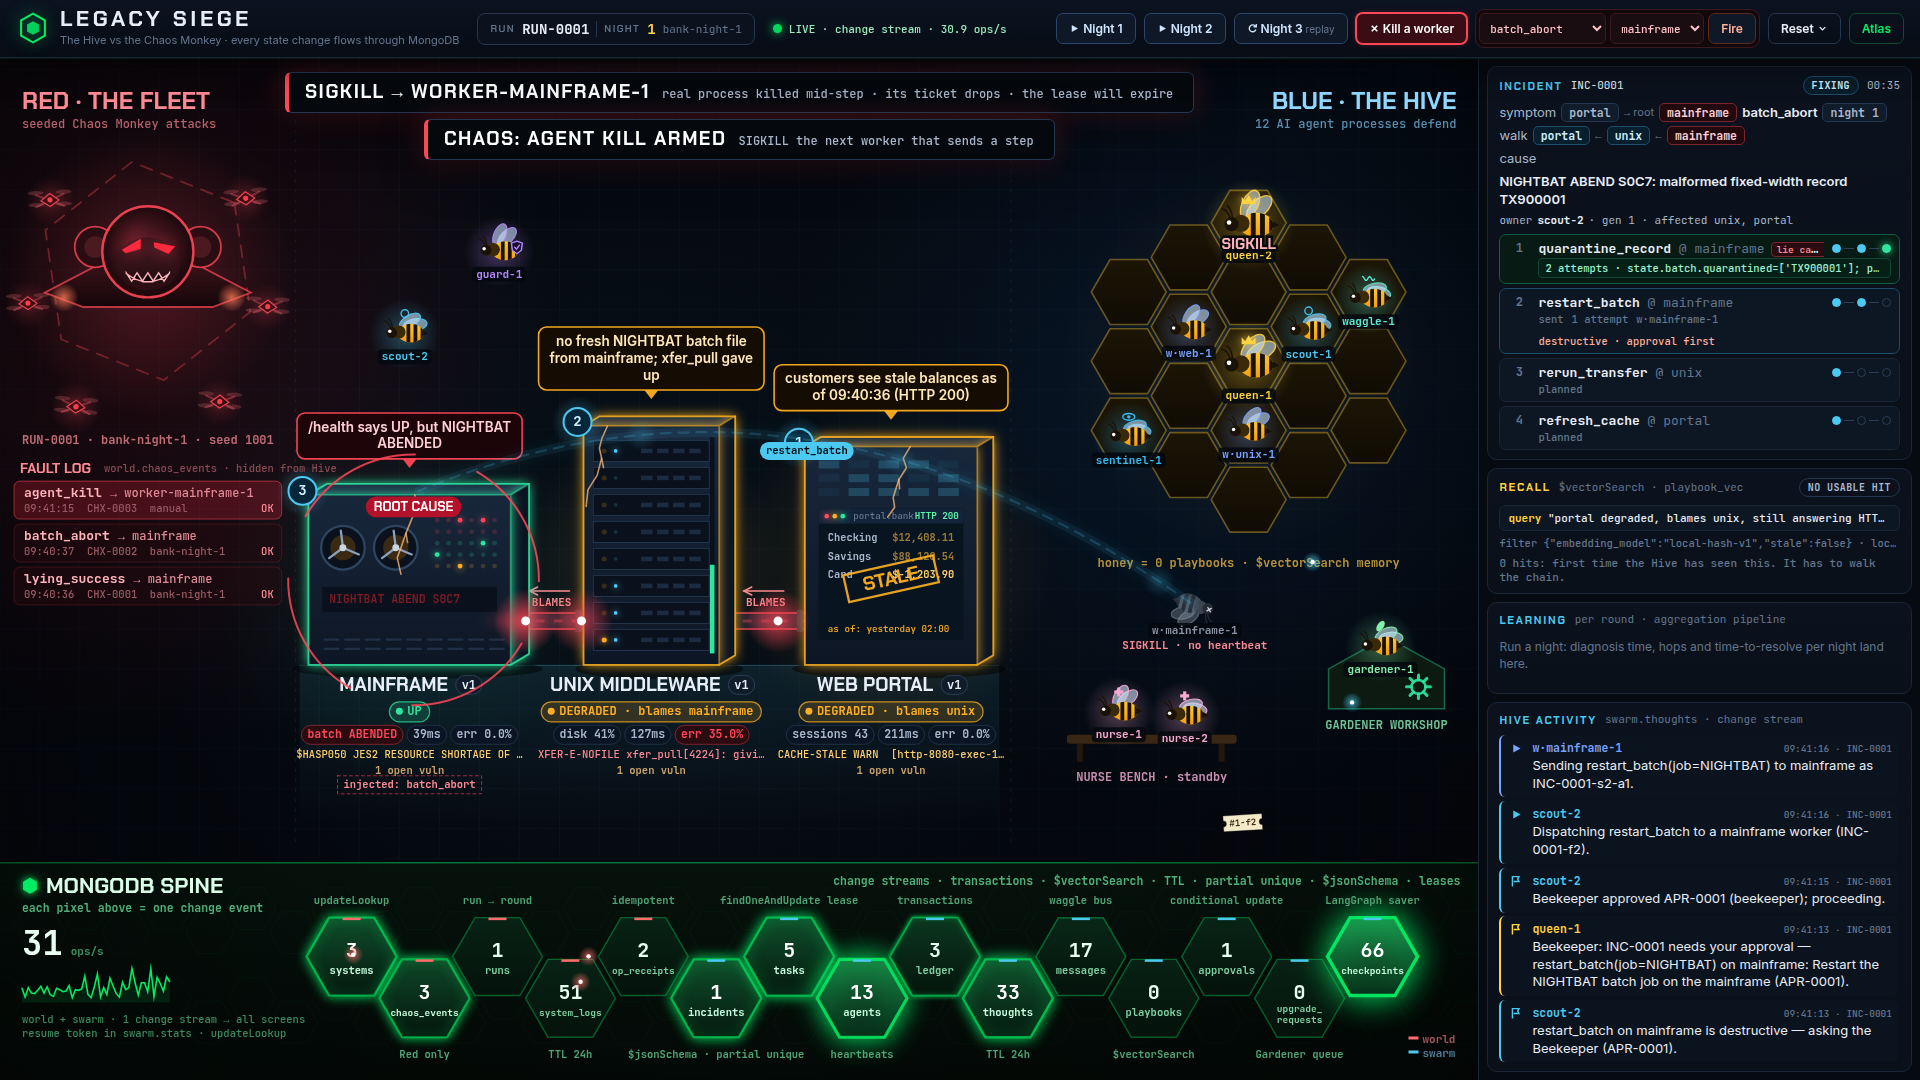 LEGACY SIEGE
The Hive vs the Chaos Monkey · every state change flows through MongoDB
RUN RUN-0001 NIGHT 1 bank-night-1
LIVE · change stream · 30.9 ops/s
Night 1
Night 2
Night 3 replay
× Kill a worker
batch_abort
mainframe
Fire
Reset
Atlas
RED · THE FLEET
seeded Chaos Monkey attacks
SIGKILL → WORKER-MAINFRAME-1 real process killed mid-step · its ticket drops · the lease will expire
CHAOS: AGENT KILL ARMED SIGKILL the next worker that sends a step
BLUE · THE HIVE
12 AI agent processes defend
guard-1
scout-2
SIGKILL
queen-2
waggle-1
w·web-1
scout-1
queen-1
sentinel-1
w·unix-1
honey = 0 playbooks · $vectorSearch memory
w·mainframe-1
SIGKILL · no heartbeat
gardener-1
GARDENER WORKSHOP
nurse-1
nurse-2
NURSE BENCH · standby
#1-f2
RUN-0001 · bank-night-1 · seed 1001
FAULT LOG world.chaos_events · hidden from Hive
agent_kill → worker-mainframe-1
09:41:15 CHX-0003 manual OK
batch_abort → mainframe
09:40:37 CHX-0002 bank-night-1 OK
lying_success → mainframe
09:40:36 CHX-0001 bank-night-1 OK
/health says UP, but NIGHTBAT
ABENDED
no fresh NIGHTBAT batch file
from mainframe; xfer_pull gave
up
customers see stale balances as
of 09:40:36 (HTTP 200)
3
2
1
restart_batch
ROOT CAUSE
NIGHTBAT ABEND S0C7
BLAMES
BLAMES
portal.bank HTTP 200
Checking $12,408.11
Savings
Card
STALE
as of: yesterday 02:00
MAINFRAME v1
UP
batch ABENDED 39ms err 0.0%
$HASP050 JES2 RESOURCE SHORTAGE OF …
1 open vuln
injected: batch_abort
UNIX MIDDLEWARE v1
DEGRADED · blames mainframe
disk 41% 127ms err 35.0%
XFER-E-NOFILE xfer_pull[4224]: givi…
1 open vuln
WEB PORTAL v1
DEGRADED · blames unix
sessions 43 211ms err 0.0%
CACHE-STALE WARN [http-8080-exec-1…
1 open vuln
INCIDENT INC-0001 FIXING 00:35
symptom portal →root mainframe batch_abort night 1
walk portal ← unix ← mainframe
cause
NIGHTBAT ABEND S0C7: malformed fixed-width record
TX900001
owner scout-2 · gen 1 · affected unix, portal
1 quarantine_record @ mainframe lie ca…
2 attempts · state.batch.quarantined=['TX900001']; p…
2 restart_batch @ mainframe
sent 1 attempt w·mainframe-1
destructive · approval first
3 rerun_transfer @ unix
planned
4 refresh_cache @ portal
planned
RECALL $vectorSearch · playbook_vec NO USABLE HIT
query "portal degraded, blames unix, still answering HTT…
filter {"embedding_model":"local-hash-v1","stale":false} · loc…
0 hits: first time the Hive has seen this. It has to walk
the chain.
LEARNING per round · aggregation pipeline
Run a night: diagnosis time, hops and time-to-resolve per night land
here.
HIVE ACTIVITY swarm.thoughts · change stream
w·mainframe-1 09:41:16 · INC-0001
Sending restart_batch(job=NIGHTBAT) to mainframe as
INC-0001-s2-a1.
scout-2 09:41:16 · INC-0001
Dispatching restart_batch to a mainframe worker (INC-
0001-f2).
scout-2 09:41:15 · INC-0001
Beekeeper approved APR-0001 (beekeeper); proceeding.
queen-1 09:41:13 · INC-0001
Beekeeper: INC-0001 needs your approval —
restart_batch(job=NIGHTBAT) on mainframe: Restart the
NIGHTBAT batch job on the mainframe (APR-0001).
scout-2 09:41:13 · INC-0001
restart_batch on mainframe is destructive — asking the
Beekeeper (APR-0001).
MONGODB SPINE
each pixel above = one change event
31 ops/s
world + swarm · 1 change stream → all screens
resume token in swarm.stats · updateLookup
change streams · transactions · $vectorSearch · TTL · partial unique · $jsonSchema · leases
updateLookup
3
systems
3
chaos_events
Red only
run → round
1
runs
51
system_logs
TTL 24h
idempotent
2
op_receipts
1
incidents
$jsonSchema · partial unique
findOneAndUpdate lease
5
tasks
13
agents
heartbeats
transactions
3
ledger
33
thoughts
TTL 24h
waggle bus
17
messages
0
playbooks
$vectorSearch
conditional update
1
approvals
0
upgrade_
requests
Gardener queue
LangGraph saver
66
checkpoints
world
swarm